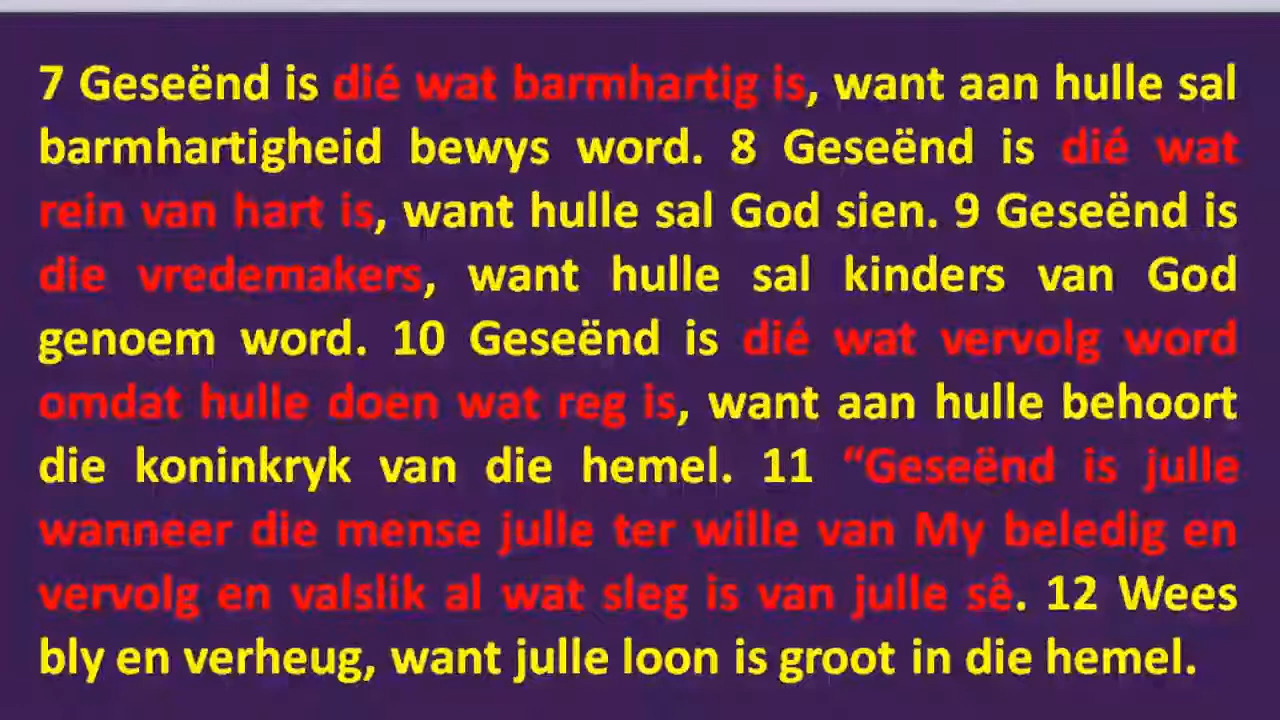 7 Geseënd is dié wat barmhartig is, want aan hulle sal
barmhartigheid bewys word. 8 Geseënd is dié wat
rein van hart is, want hulle sal God sien. 9 Geseënd is
die vredemakers, want hulle sal kinders van God
genoem word. 10 Geseënd is dié wat vervolg word
omdat hulle doen wat reg is, want aan hulle behoort
die koninkryk van die hemel. 11 “Geseënd is julle
wanneer die mense julle ter wille van My beledig en
vervolg en valslik al wat sleg is van julle sê. 12 Wees
bly en verheug, want julle loon is groot in die hemel.